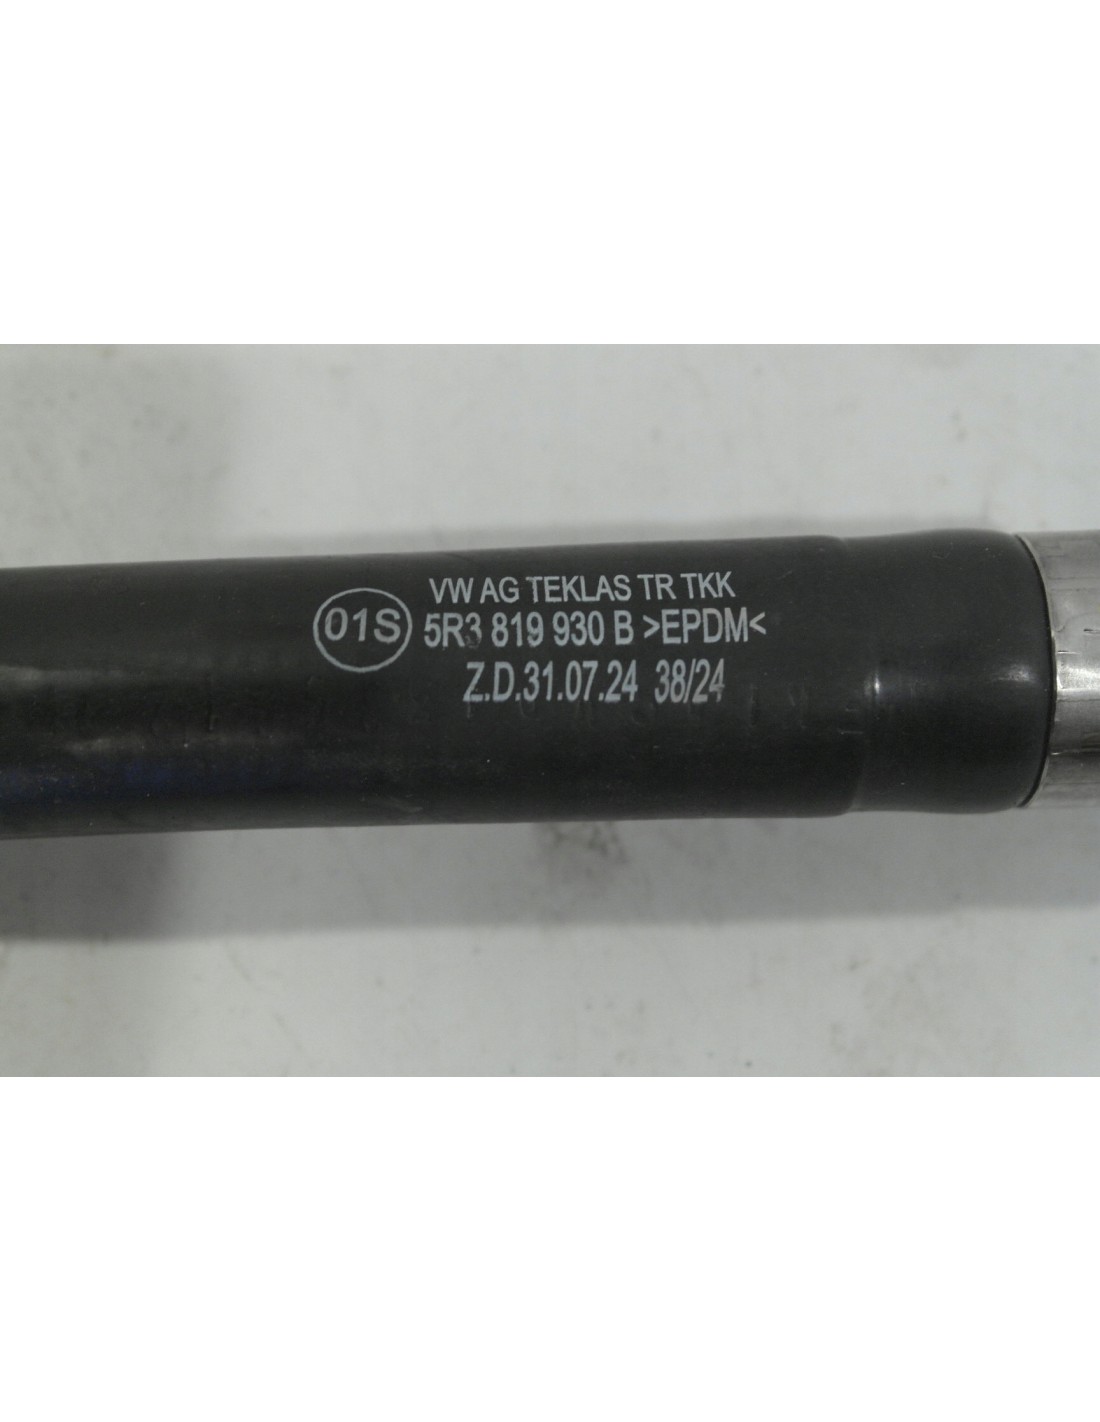 VW AG TEKLAS TR TKK
01S 5R3 819 930 B >EPDM<
Z.D.31.07.24 38/24